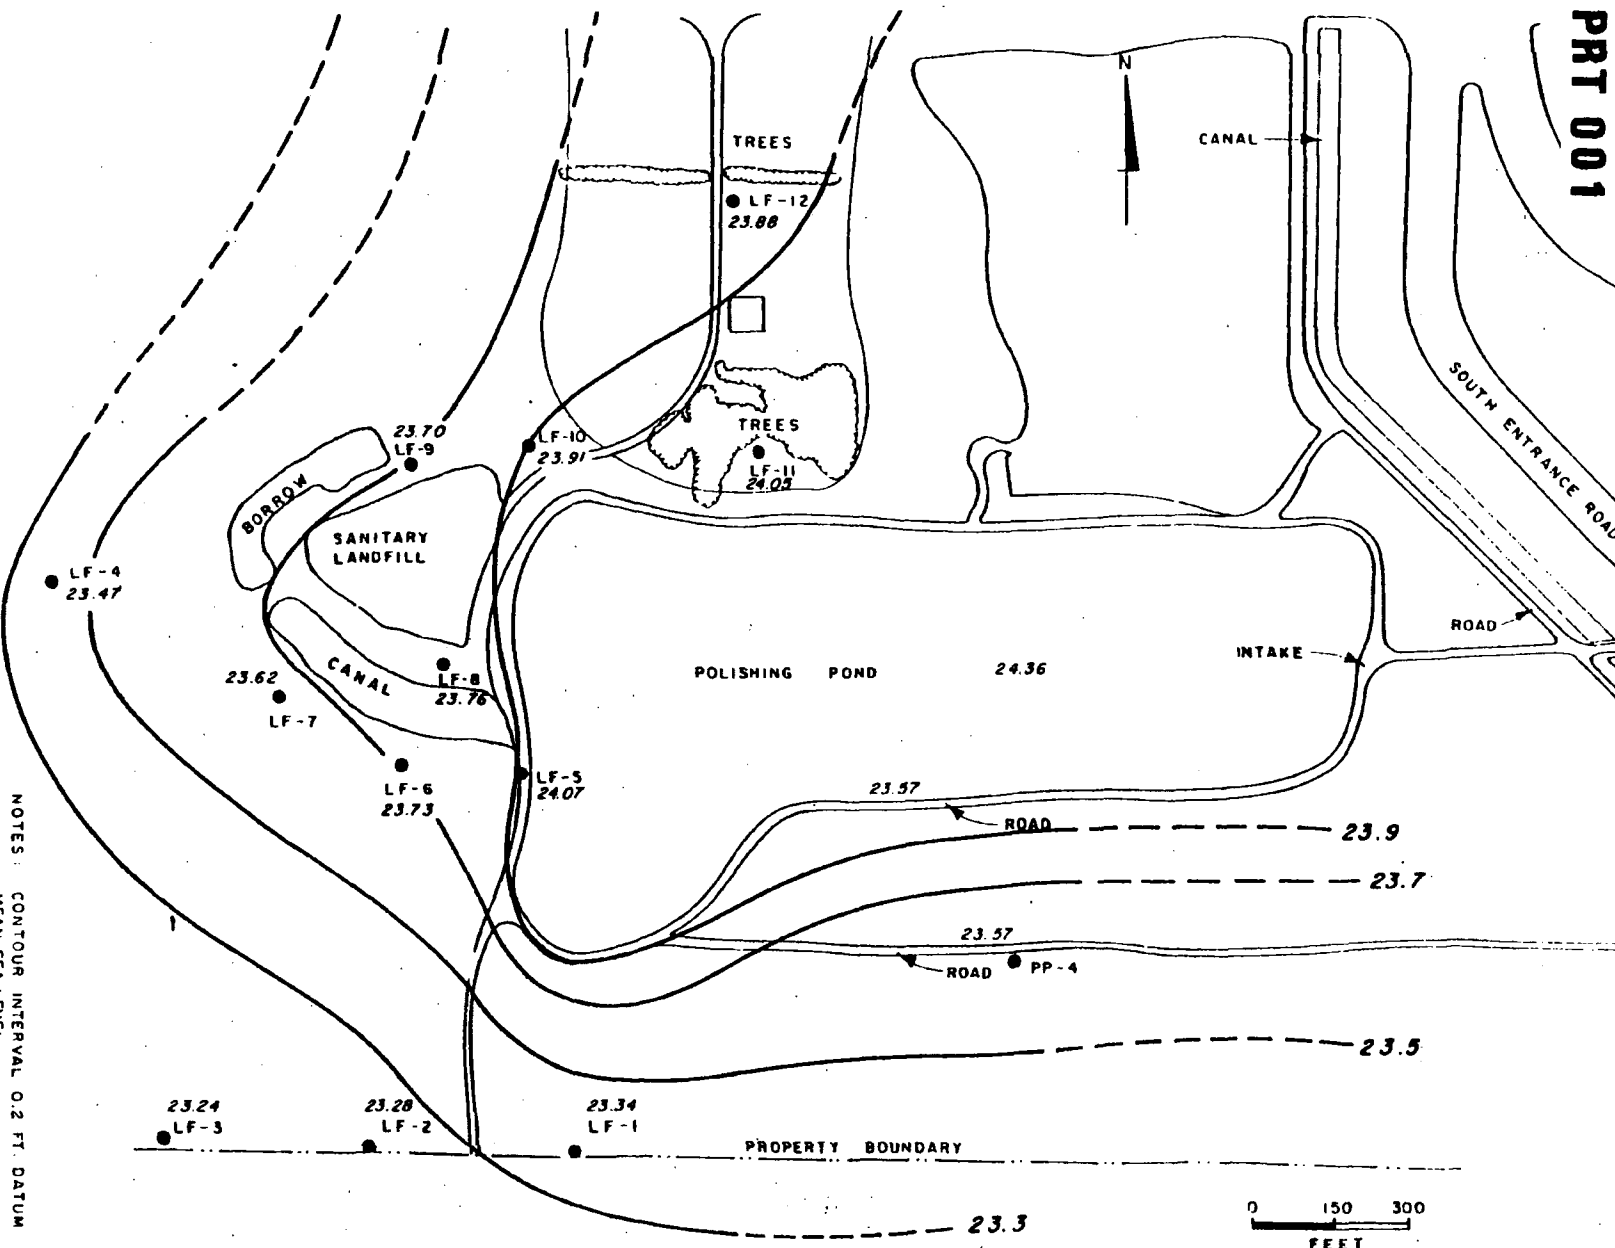 PRT 001
N
CANAL
TREES
LF-12
23.88
SOUTH ENTRANCE ROAD
23.70
LF-9
LF-10
23.91
TREES
LF-11
24.05
BORROW
SANITARY
LANDFILL
LF-4
23.47
ROAD
INTAKE
CANAL
23.62
LF-7
LF-8
23.76
POLISHING POND
24.36
LF-5
24.07
LF-6
23.73
23.57
ROAD
23.9
23.7
23.57
ROAD
PP-4
23.5
23.24
LF-3
23.28
LF-2
23.34
LF-1
PROPERTY BOUNDARY
23.3
0 150 300
FEET
NOTES: CONTOUR INTERVAL 0.2 FT. DATUM